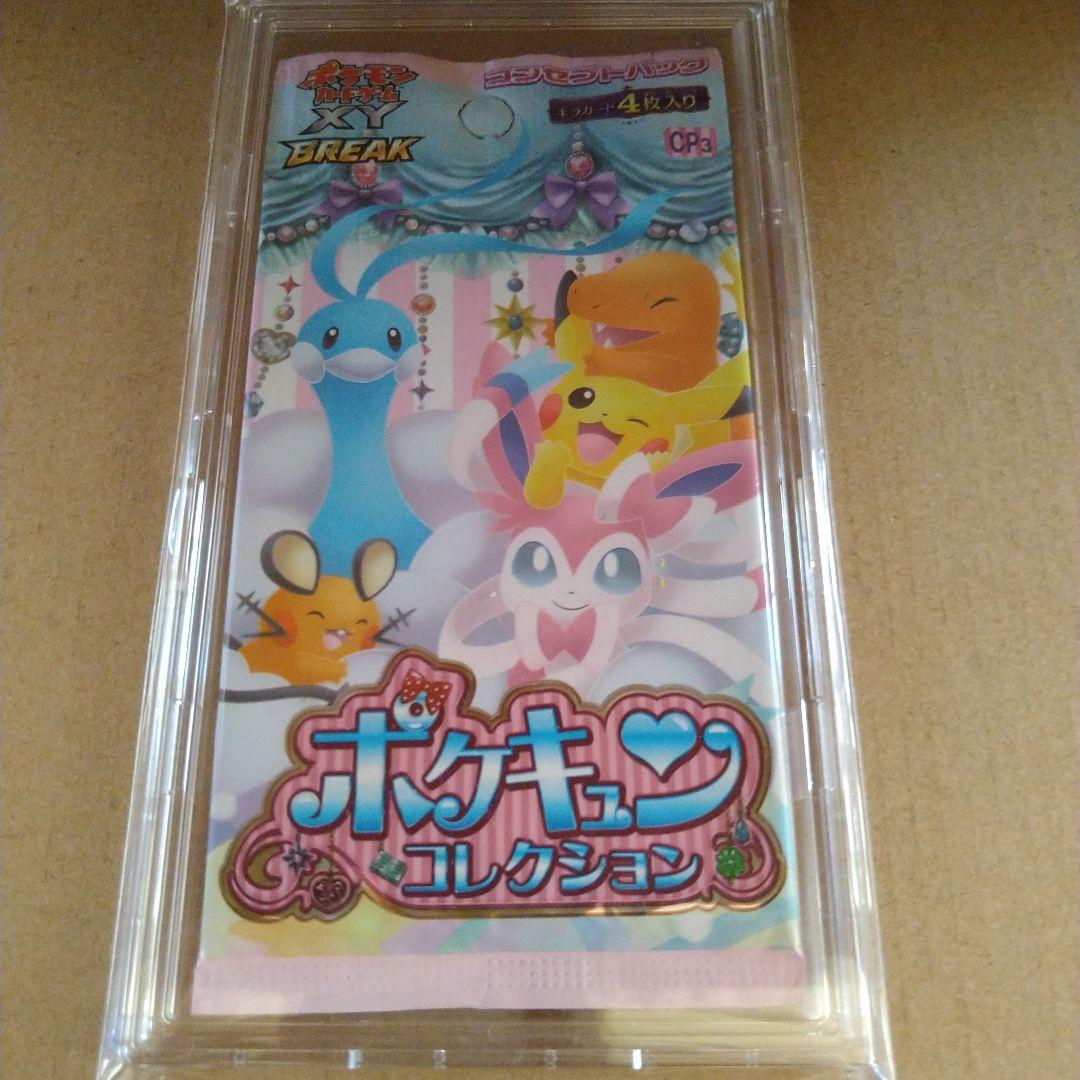 ポケモン
カードゲーム
XY
BREAK
コンセプトパック
キラカード4枚入り
CP3
ポケキュン
コレクション